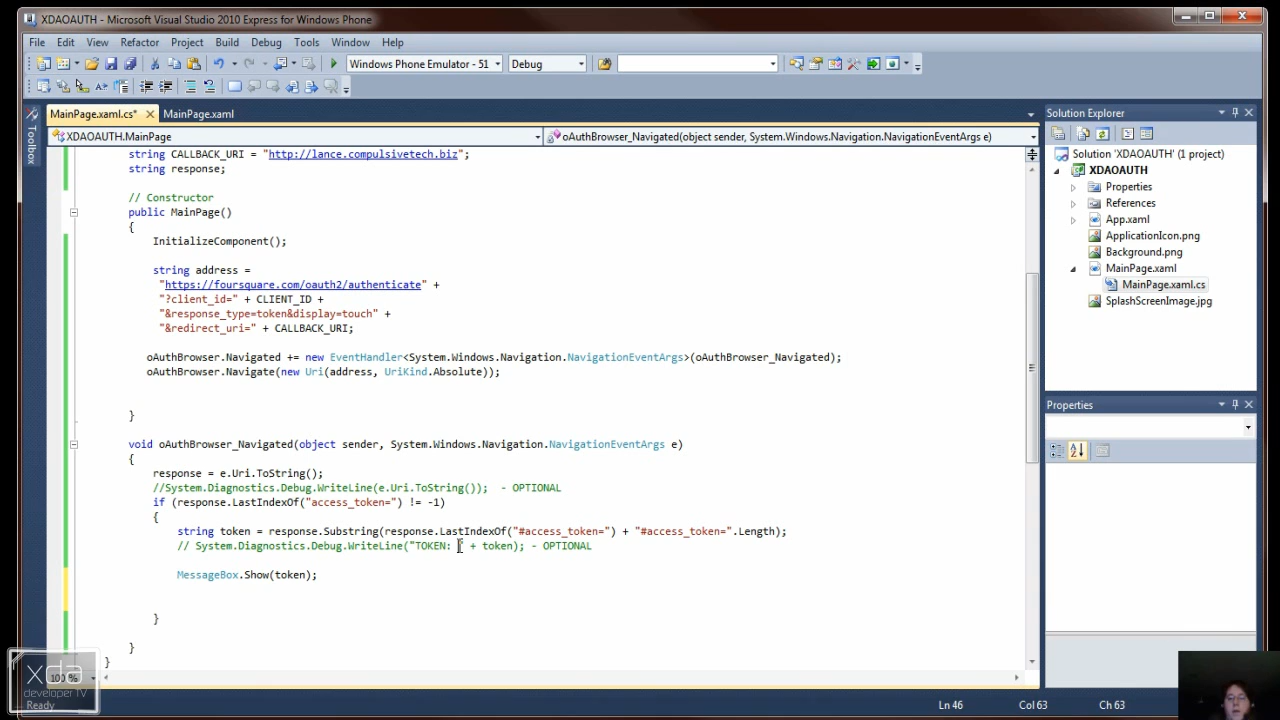 XDAOAUTH - Microsoft Visual Studio 2010 Express for Windows Phone
File Edit View Refactor Project Build Debug Tools Window Help
Windows Phone Emulator - 51 Debug
MainPage.xaml.cs* MainPage.xaml
XDAOAUTH.MainPage oAuthBrowser_Navigated(object sender, System.Windows.Navigation.NavigationEventArgs e)
Toolbox
string CALLBACK_URI = "http://lance.compulsivetech.biz";
string response;
// Constructor
public MainPage()
{
InitializeComponent();
string address =
"https://foursquare.com/oauth2/authenticate" +
"?client_id=" + CLIENT_ID +
"&response_type=token&display=touch" +
"&redirect_uri=" + CALLBACK_URI;
oAuthBrowser.Navigated += new EventHandler<System.Windows.Navigation.NavigationEventArgs>(oAuthBrowser_Navigated);
oAuthBrowser.Navigate(new Uri(address, UriKind.Absolute));
}
void oAuthBrowser_Navigated(object sender, System.Windows.Navigation.NavigationEventArgs e)
{
response = e.Uri.ToString();
//System.Diagnostics.Debug.WriteLine(e.Uri.ToString()); - OPTIONAL
if (response.LastIndexOf("access_token=") != -1)
{
string token = response.Substring(response.LastIndexOf("#access_token=") + "#access_token=".Length);
// System.Diagnostics.Debug.WriteLine("TOKEN: " + token); - OPTIONAL
MessageBox.Show(token);
}
}
}
100 %
Solution Explorer
Solution 'XDAOAUTH' (1 project)
XDAOAUTH
Properties
References
App.xaml
ApplicationIcon.png
Background.png
MainPage.xaml
MainPage.xaml.cs
SplashScreenImage.jpg
Properties
xda
developer TV
Ready Ln 46 Col 63 Ch 63